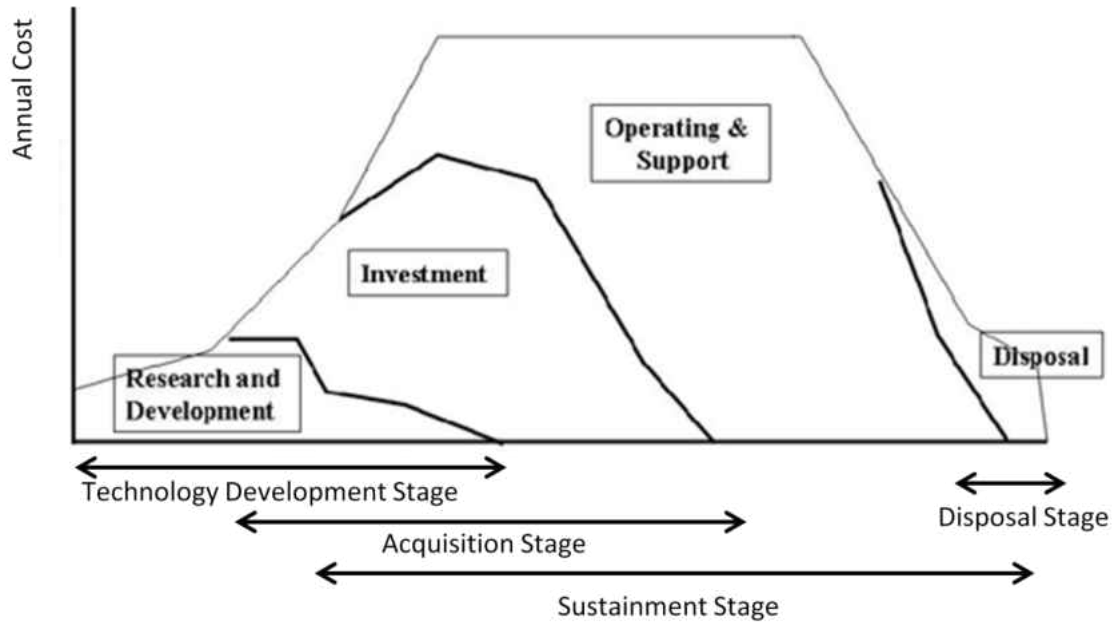 Annual Cost
Operating &
Support
Investment
Research and
Development
Disposal
Technology Development Stage
Disposal Stage
Acquisition Stage
Sustainment Stage